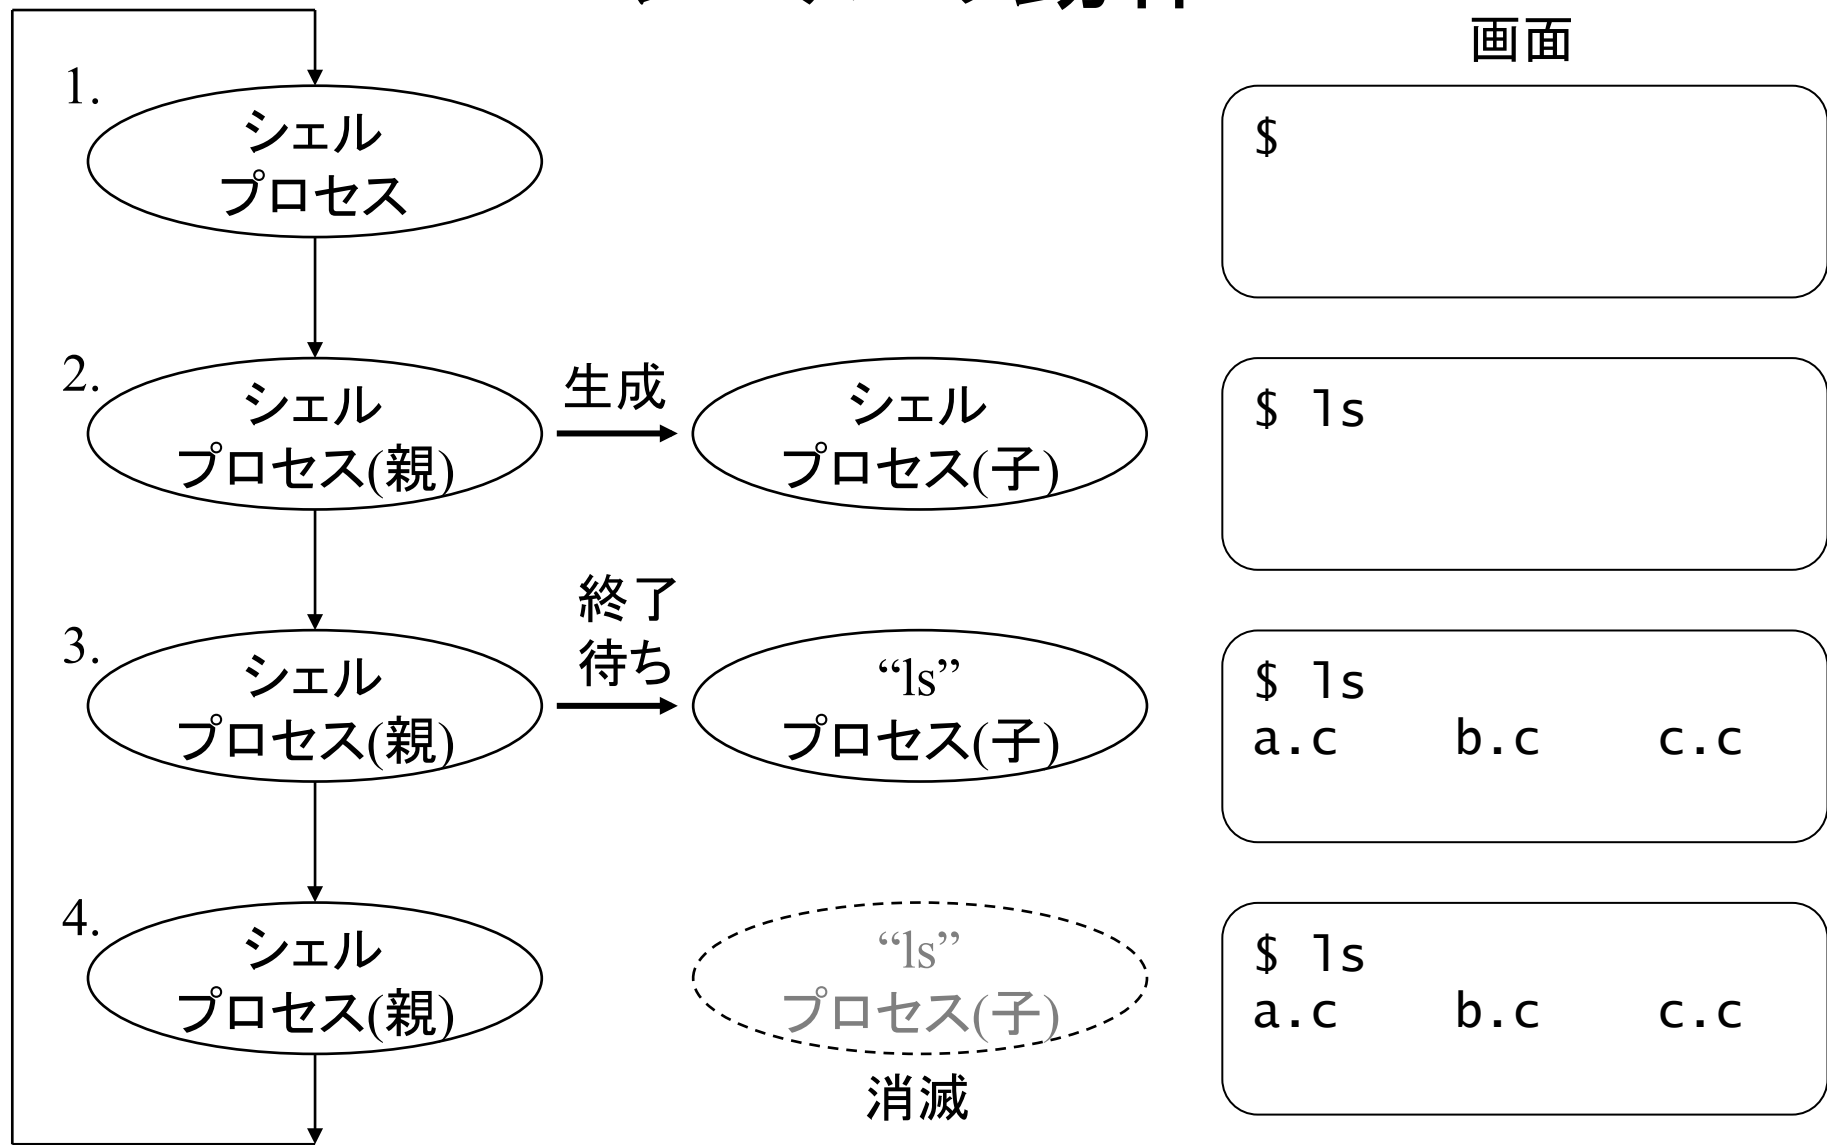 画面
1.
シェル
プロセス
$
2.
シェル
プロセス(親)
生成
シェル
プロセス(子)
$ ls
3.
シェル
プロセス(親)
終了
待ち
“ls”
プロセス(子)
$ ls
a.c b.c c.c
4.
シェル
プロセス(親)
“ls”
プロセス(子)
消滅
$ ls
a.c b.c c.c